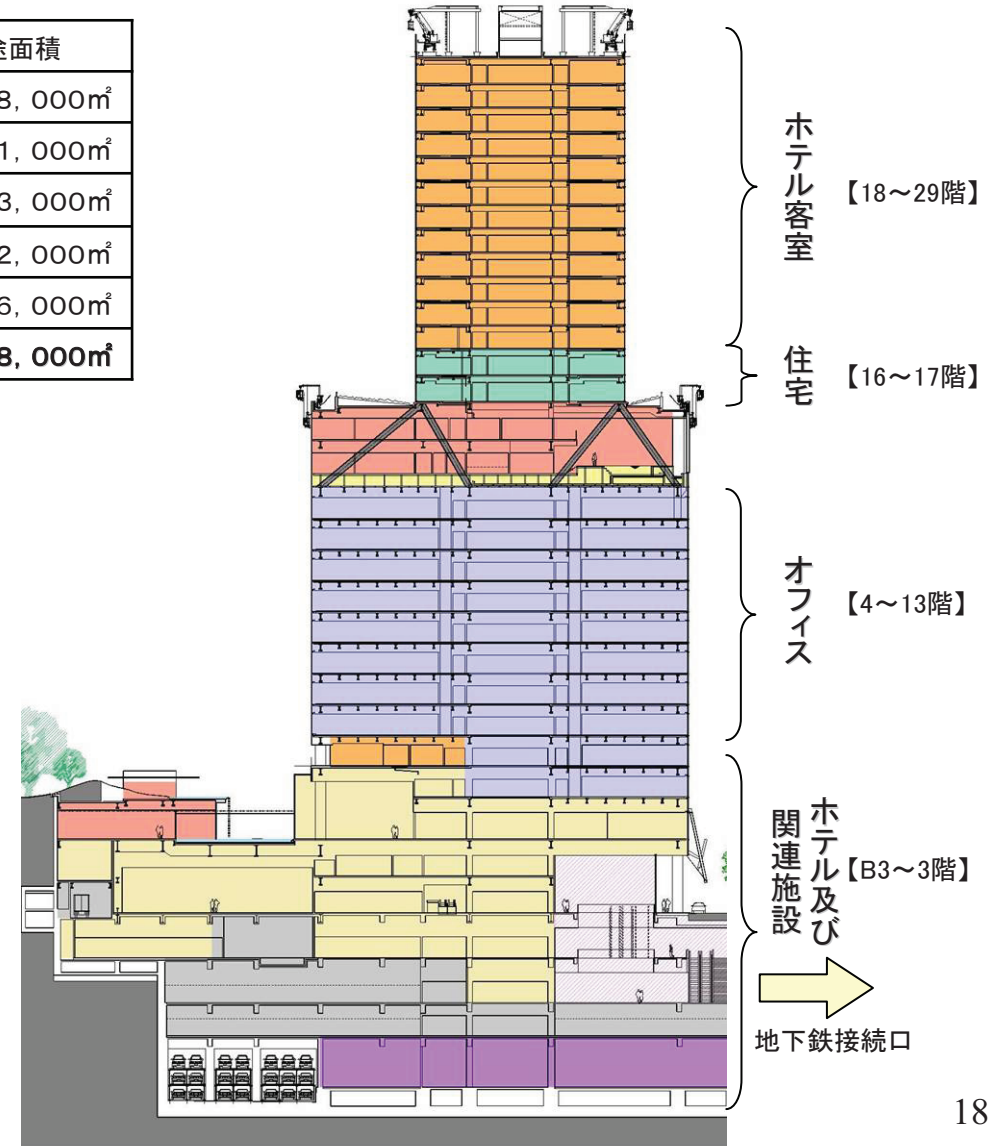 途面積
8，000㎡
1，000㎡
3，000㎡
2，000㎡
6，000㎡
8，000㎡
ホテル客室
【18～29階】
住宅
【16～17階】
オフィス
【4～13階】
ホテル及び
関連施設
【B3～3階】
地下鉄接続口
18